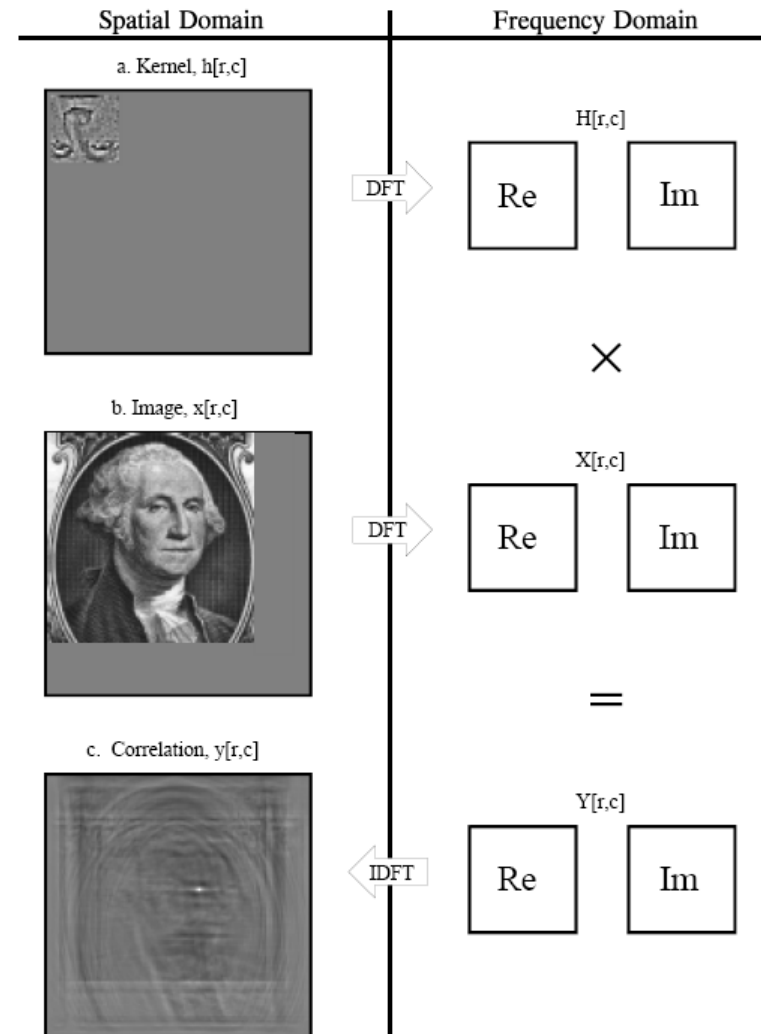 Spatial Domain
Frequency Domain
a. Kernel, h[r,c]
H[r,c]
DFT
Re
Im
×
b. Image, x[r,c]
X[r,c]
DFT
Re
Im
=
c. Correlation, y[r,c]
Y[r,c]
IDFT
Re
Im